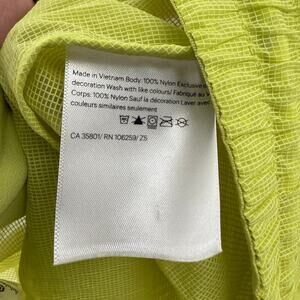 Made in Vietnam Body: 100% Nylon Exclusive o
decoration Wash with like colours/ Fabriqué au V
Corps: 100% Nylon Sauf la décoration Laver avec
couleurs similaires seulement
CA 35801/ RN 106259/ Z5